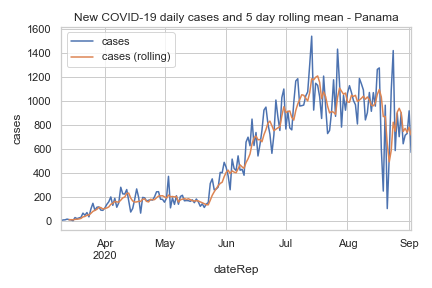 New COVID-19 daily cases and 5 day rolling mean - Panama
cases
cases (rolling)
1600
1400
1200
1000
800
600
400
200
0
cases
Apr
2020
May
Jun
Jul
Aug
Sep
dateRep